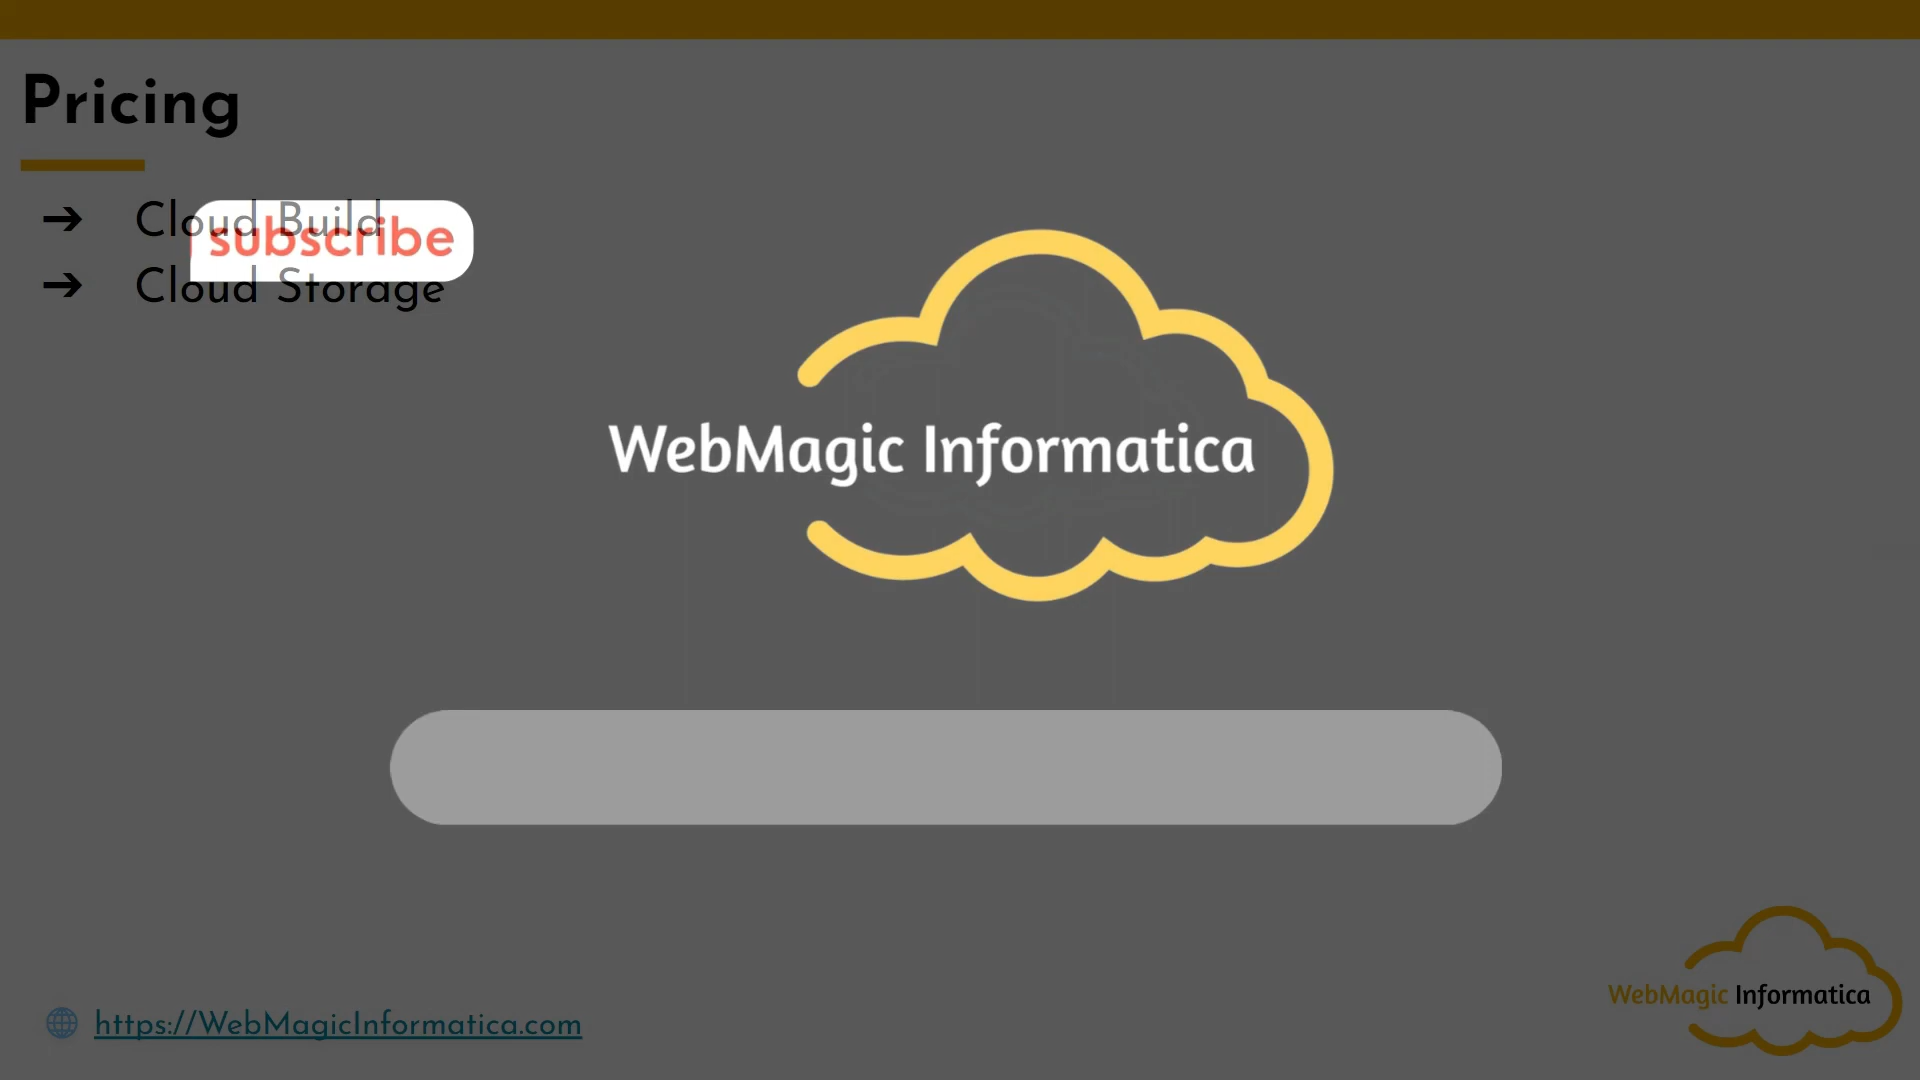 Pricing
➔ Cloud Build
subscribe
➔ Cloud Storage
WebMagic Informatica
https://WebMagicInformatica.com
WebMagic Informatica